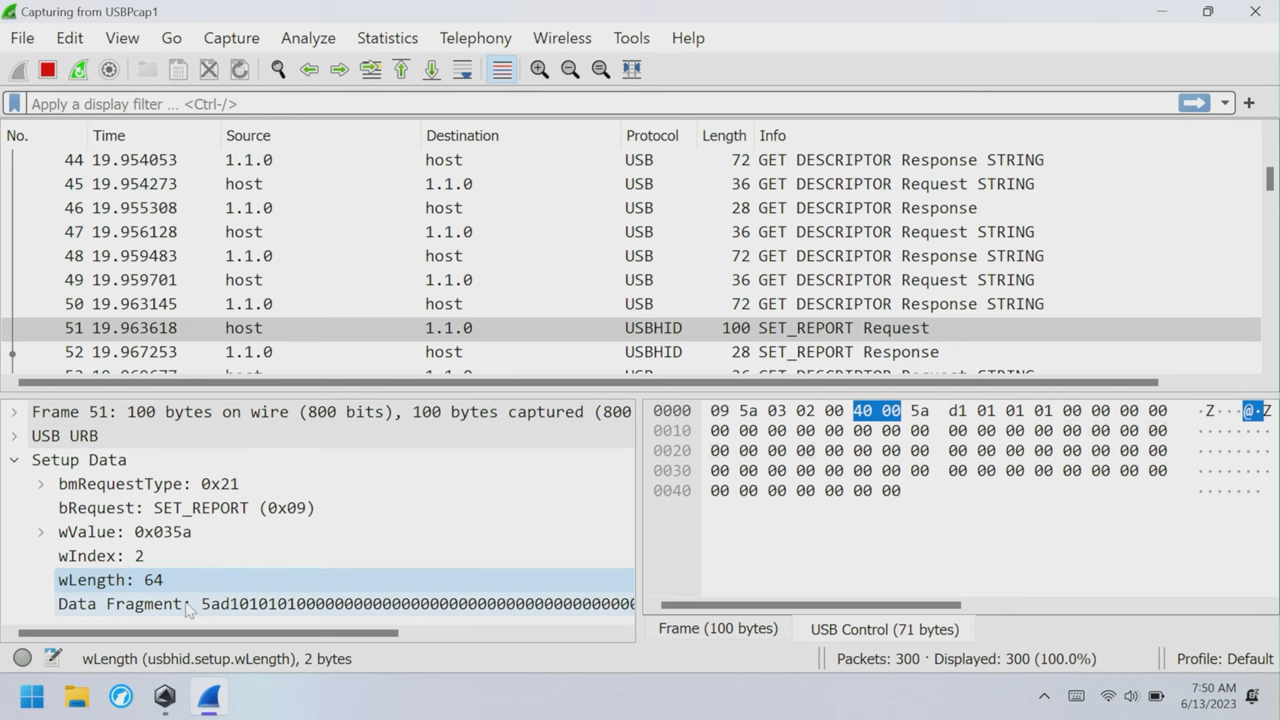 Capturing from USBPcap1
File Edit View Go Capture Analyze Statistics Telephony Wireless Tools Help
Apply a display filter ... <Ctrl-/>
No. Time Source Destination Protocol Length Info
44 19.954053 1.1.0 host USB 72 GET DESCRIPTOR Response STRING
45 19.954273 host 1.1.0 USB 36 GET DESCRIPTOR Request STRING
46 19.955308 1.1.0 host USB 28 GET DESCRIPTOR Response
47 19.956128 host 1.1.0 USB 36 GET DESCRIPTOR Request STRING
48 19.959483 1.1.0 host USB 72 GET DESCRIPTOR Response STRING
49 19.959701 host 1.1.0 USB 36 GET DESCRIPTOR Request STRING
50 19.963145 1.1.0 host USB 72 GET DESCRIPTOR Response STRING
51 19.963618 host 1.1.0 USBHID 100 SET_REPORT Request
52 19.967253 1.1.0 host USBHID 28 SET_REPORT Response
Frame 51: 100 bytes on wire (800 bits), 100 bytes captured (800
USB URB
Setup Data
bmRequestType: 0x21
bRequest: SET_REPORT (0x09)
wValue: 0x035a
wIndex: 2
wLength: 64
Data Fragment: 5ad10101010000000000000000000000000000000000
0000 09 5a 03 02 00 40 00 5a d1 01 01 01 00 00 00 00 ·Z···@·Z
0010 00 00 00 00 00 00 00 00 00 00 00 00 00 00 00 00 ········
0020 00 00 00 00 00 00 00 00 00 00 00 00 00 00 00 00 ········
0030 00 00 00 00 00 00 00 00 00 00 00 00 00 00 00 00 ········
0040 00 00 00 00 00 00 00 ·······
Frame (100 bytes) USB Control (71 bytes)
wLength (usbhid.setup.wLength), 2 bytes Packets: 300 · Displayed: 300 (100.0%) Profile: Default
7:50 AM
6/13/2023